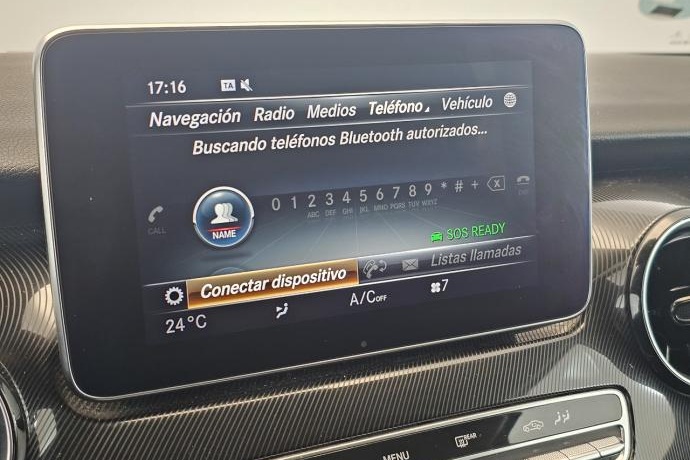 17:16 TA
Navegación Radio Medios Teléfono Vehículo
Buscando teléfonos Bluetooth autorizados...
0 1 2 3 4 5 6 7 8 9 * # +
ABC DEF GHI JKL MNO PQRS TUV WXYZ
CALL
END
NAME
SOS READY
Conectar dispositivo Listas llamadas
24°C A/C OFF 7
MENU REAR